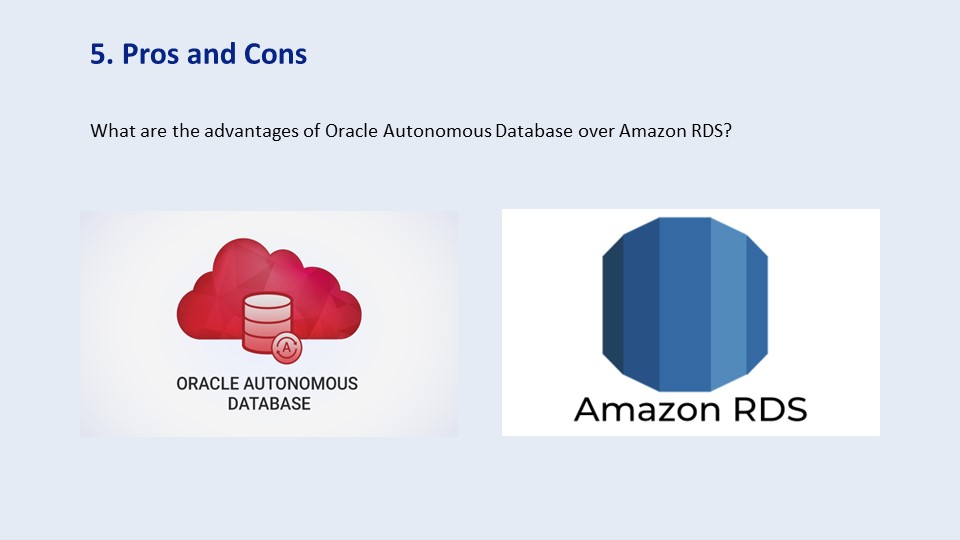 5. Pros and Cons
What are the advantages of Oracle Autonomous Database over Amazon RDS?
A
ORACLE AUTONOMOUS
DATABASE
Amazon RDS